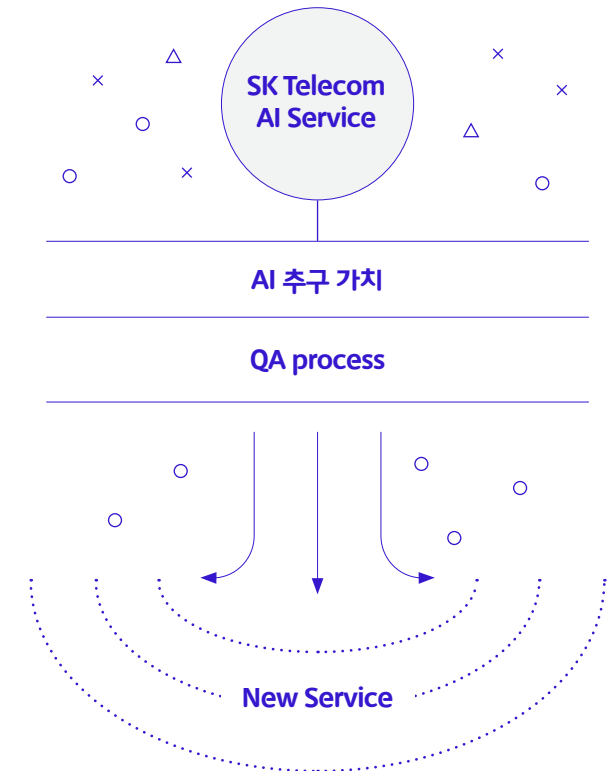 SK Telecom
AI Service
AI 추구 가치
QA process
New Service